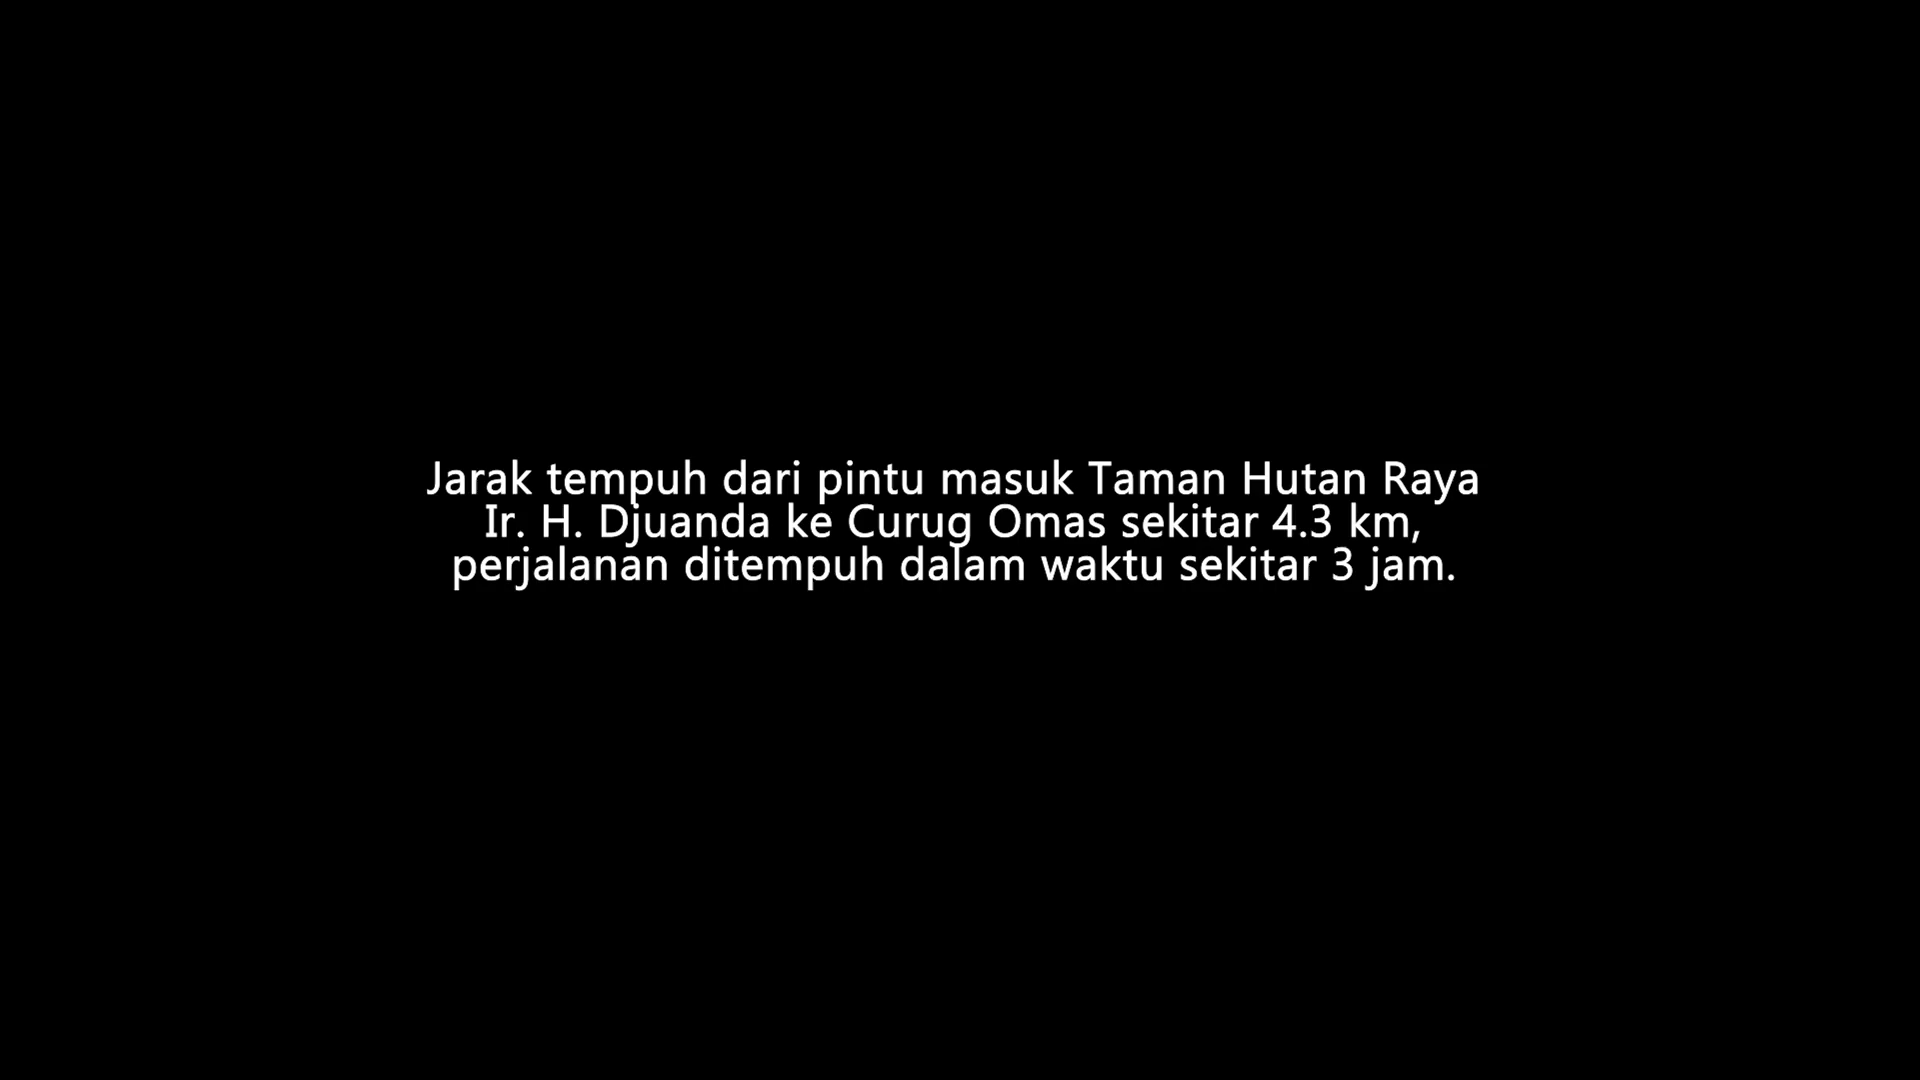 Jarak tempuh dari pintu masuk Taman Hutan Raya
Ir. H. Djuanda ke Curug Omas sekitar 4.3 km,
perjalanan ditempuh dalam waktu sekitar 3 jam.